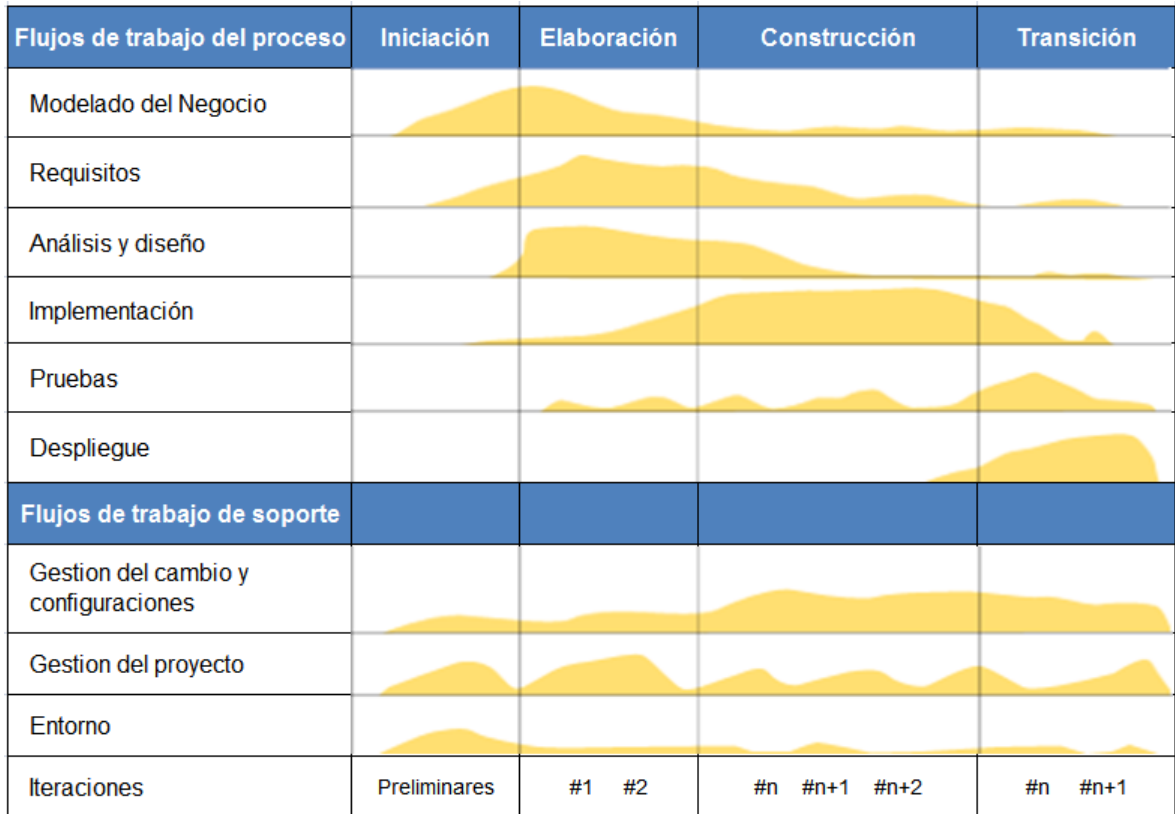 Flujos de trabajo del proceso Iniciación Elaboración Construcción Transición
Modelado del Negocio
Requisitos
Análisis y diseño
Implementación
Pruebas
Despliegue
Flujos de trabajo de soporte
Gestion del cambio y
configuraciones
Gestion del proyecto
Entorno
Iteraciones Preliminares #1 #2 #n #n+1 #n+2 #n #n+1